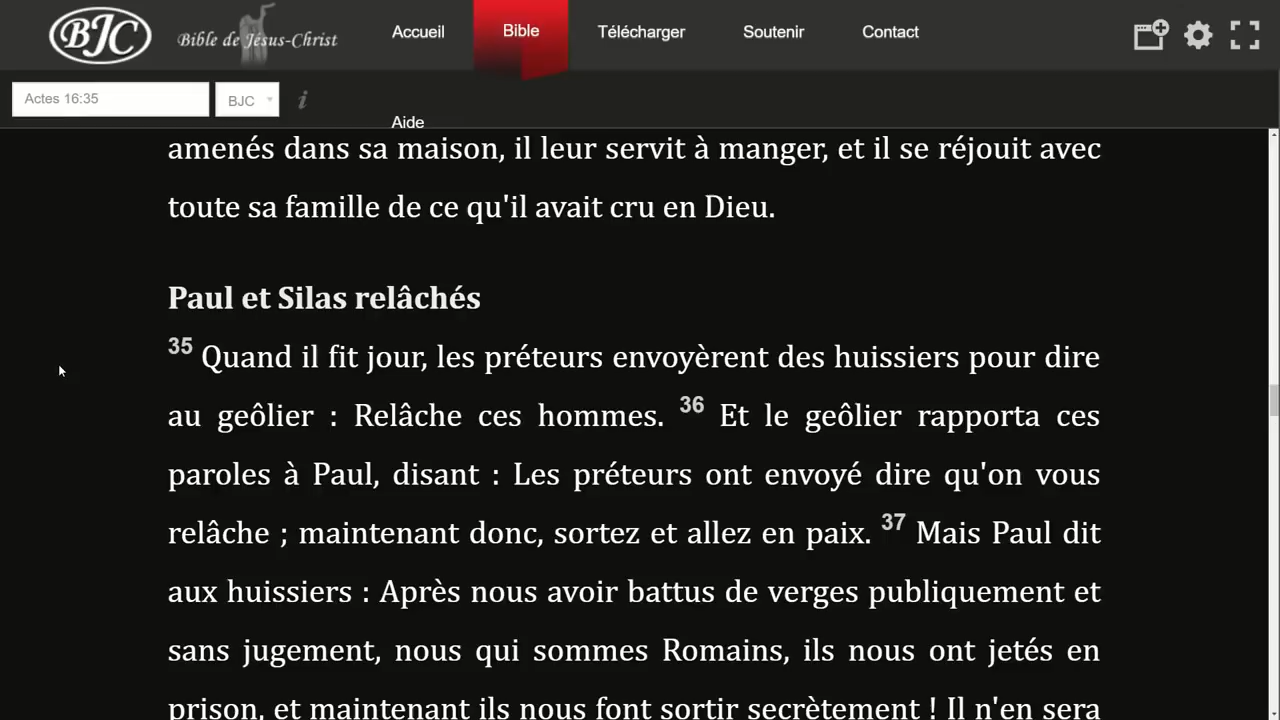 BJC Bible de Jésus-Christ Accueil Bible Télécharger Soutenir Contact
Actes 16:35 BJC i
Aide
amenés dans sa maison, il leur servit à manger, et il se réjouit avec
toute sa famille de ce qu'il avait cru en Dieu.
Paul et Silas relâchés
35 Quand il fit jour, les préteurs envoyèrent des huissiers pour dire
au geôlier : Relâche ces hommes. 36 Et le geôlier rapporta ces
paroles à Paul, disant : Les préteurs ont envoyé dire qu'on vous
relâche ; maintenant donc, sortez et allez en paix. 37 Mais Paul dit
aux huissiers : Après nous avoir battus de verges publiquement et
sans jugement, nous qui sommes Romains, ils nous ont jetés en
prison, et maintenant ils nous font sortir secrètement ! Il n'en sera